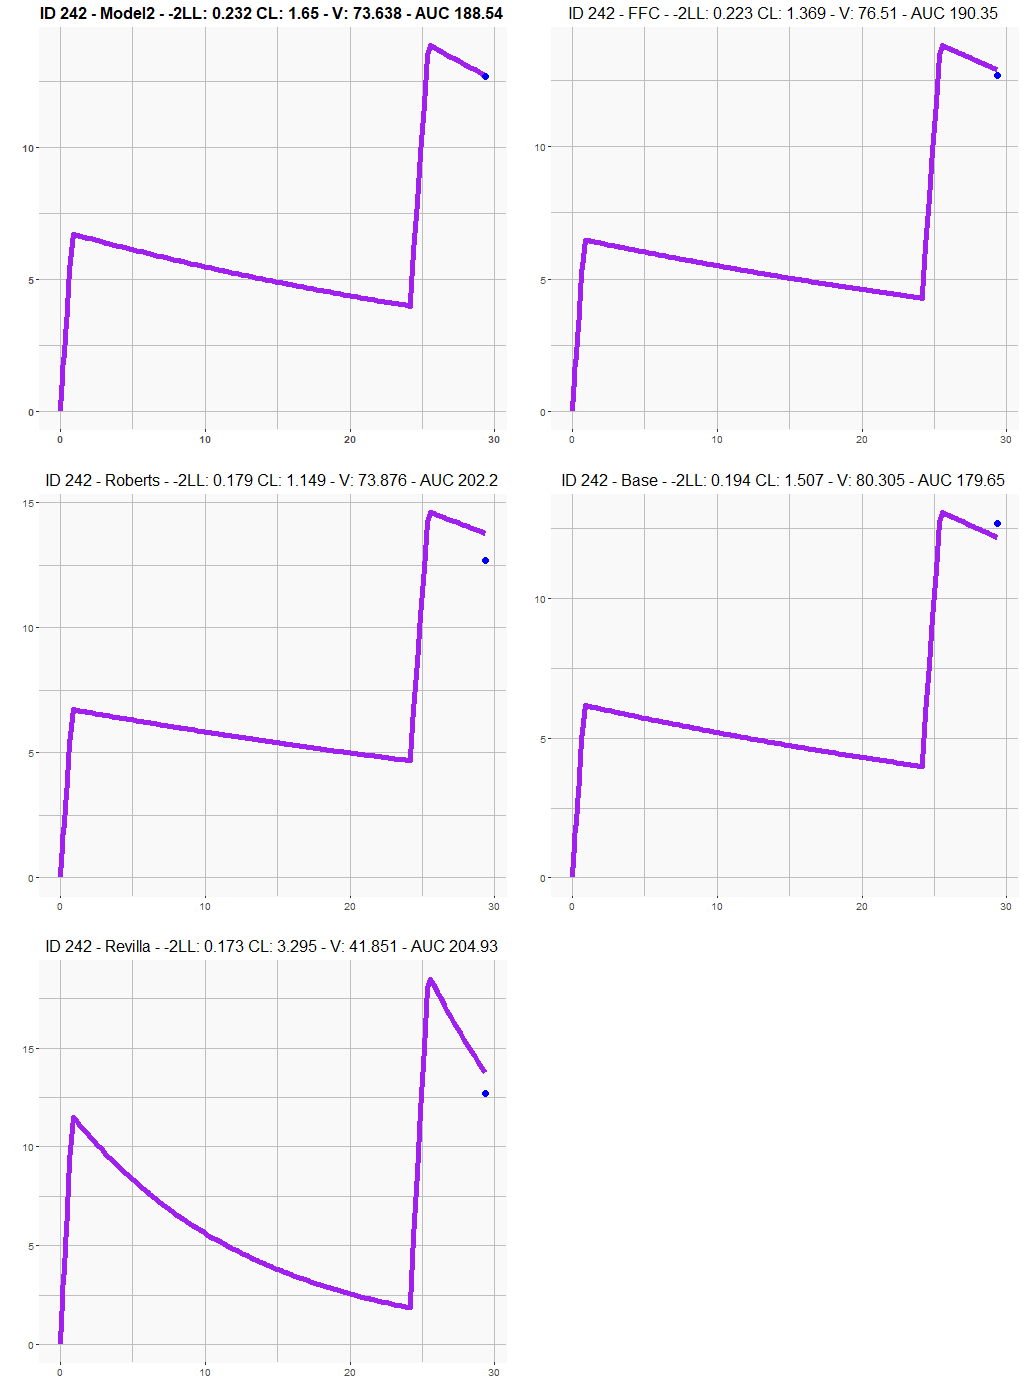 ID 242 - Model2 - -2LL: 0.232 CL: 1.65 - V: 73.638 - AUC 188.54
10
5
0
0 10 20 30
ID 242 - FFC - -2LL: 0.223 CL: 1.369 - V: 76.51 - AUC 190.35
10
5
0
0 10 20 30
ID 242 - Roberts - -2LL: 0.179 CL: 1.149 - V: 73.876 - AUC 202.2
15
10
5
0
0 10 20 30
ID 242 - Base - -2LL: 0.194 CL: 1.507 - V: 80.305 - AUC 179.65
10
5
0
0 10 20 30
ID 242 - Revilla - -2LL: 0.173 CL: 3.295 - V: 41.851 - AUC 204.93
15
10
5
0
0 10 20 30